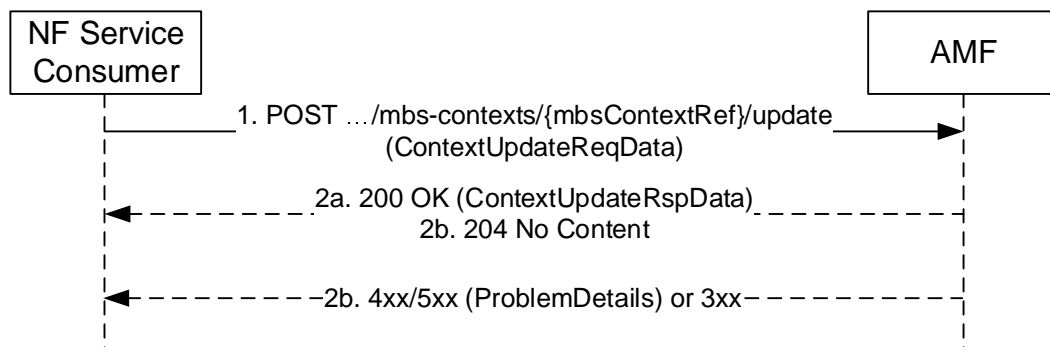 NF Service
Consumer
AMF
1. POST …/mbs-contexts/{mbsContextRef}/update
(ContextUpdateReqData)
2a. 200 OK (ContextUpdateRspData)
2b. 204 No Content
2b. 4xx/5xx (ProblemDetails) or 3xx